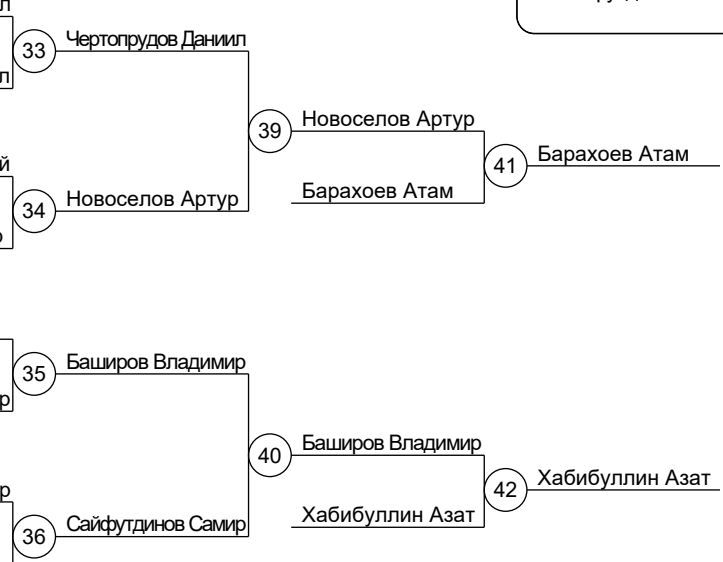 33
Чертопрудов Даниил
39
Новоселов Артур
41
Барахоев Атам
34
Новоселов Артур
Барахоев Атам
35
Баширов Владимир
40
Баширов Владимир
42
Хабибуллин Азат
36
Сайфутдинов Самир
Хабибуллин Азат